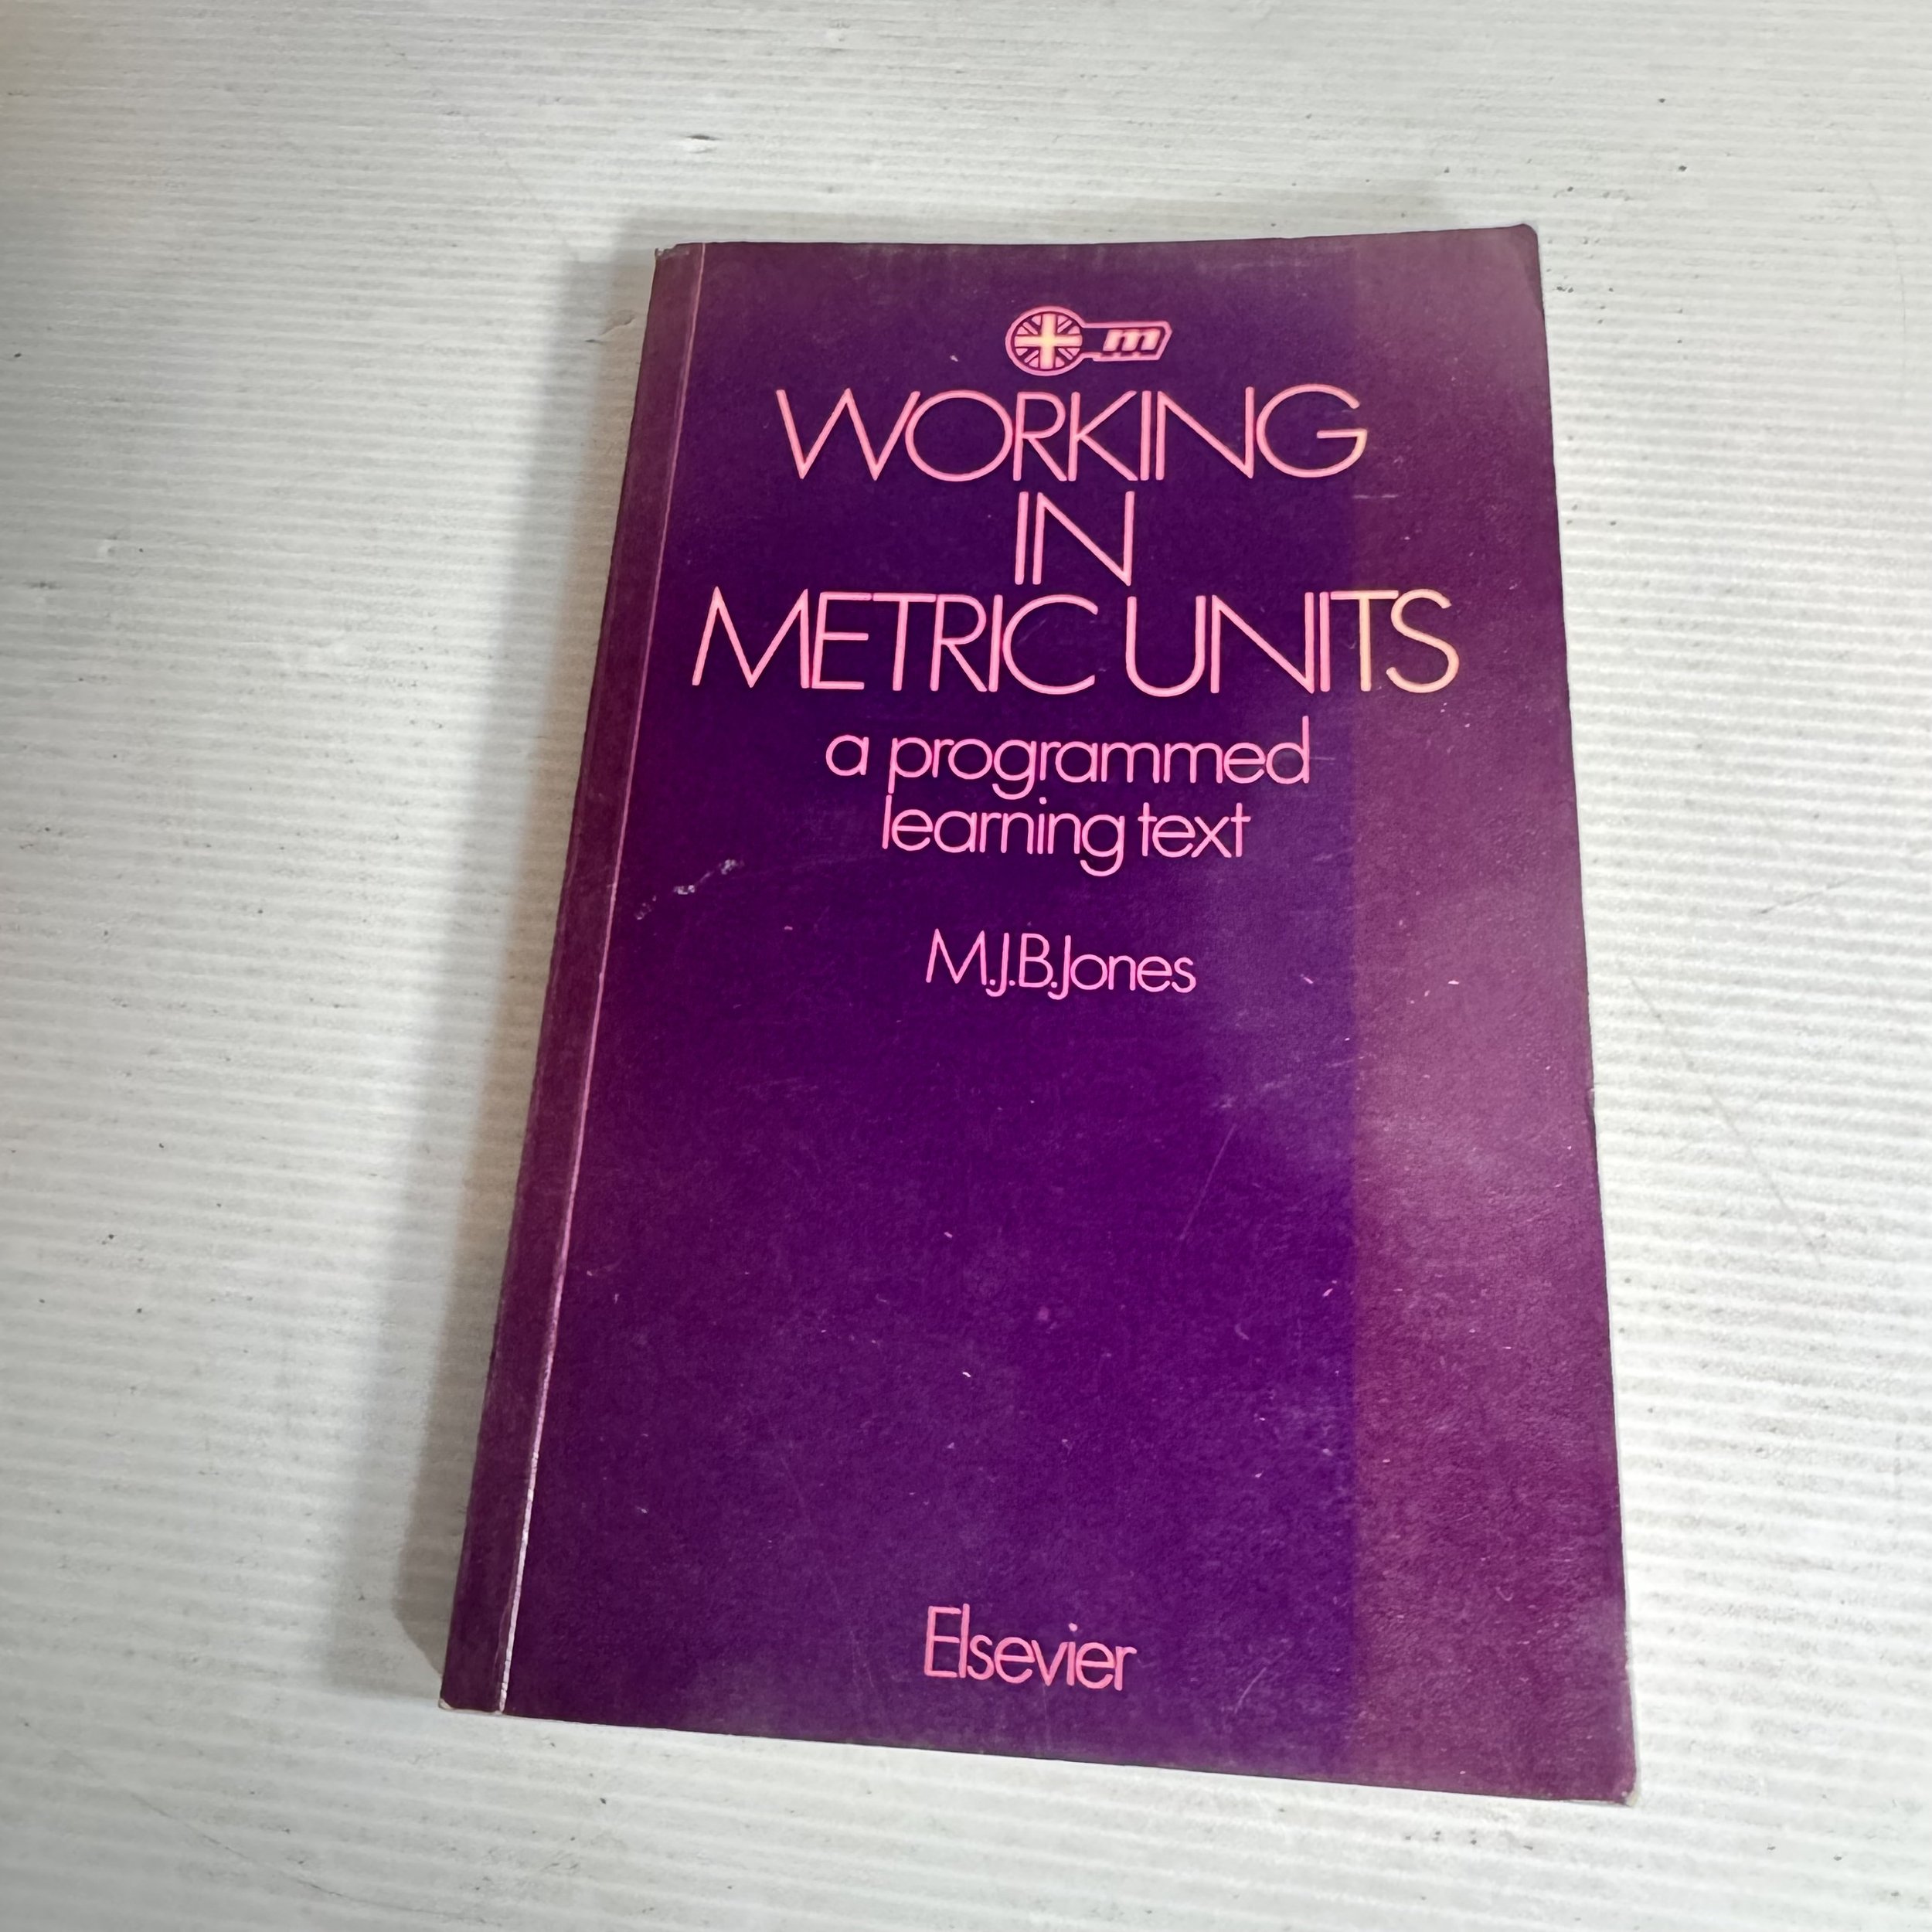 m
WORKING
IN
METRIC UNITS
a programmed
learning text
M.J.B.Jones
Elsevier